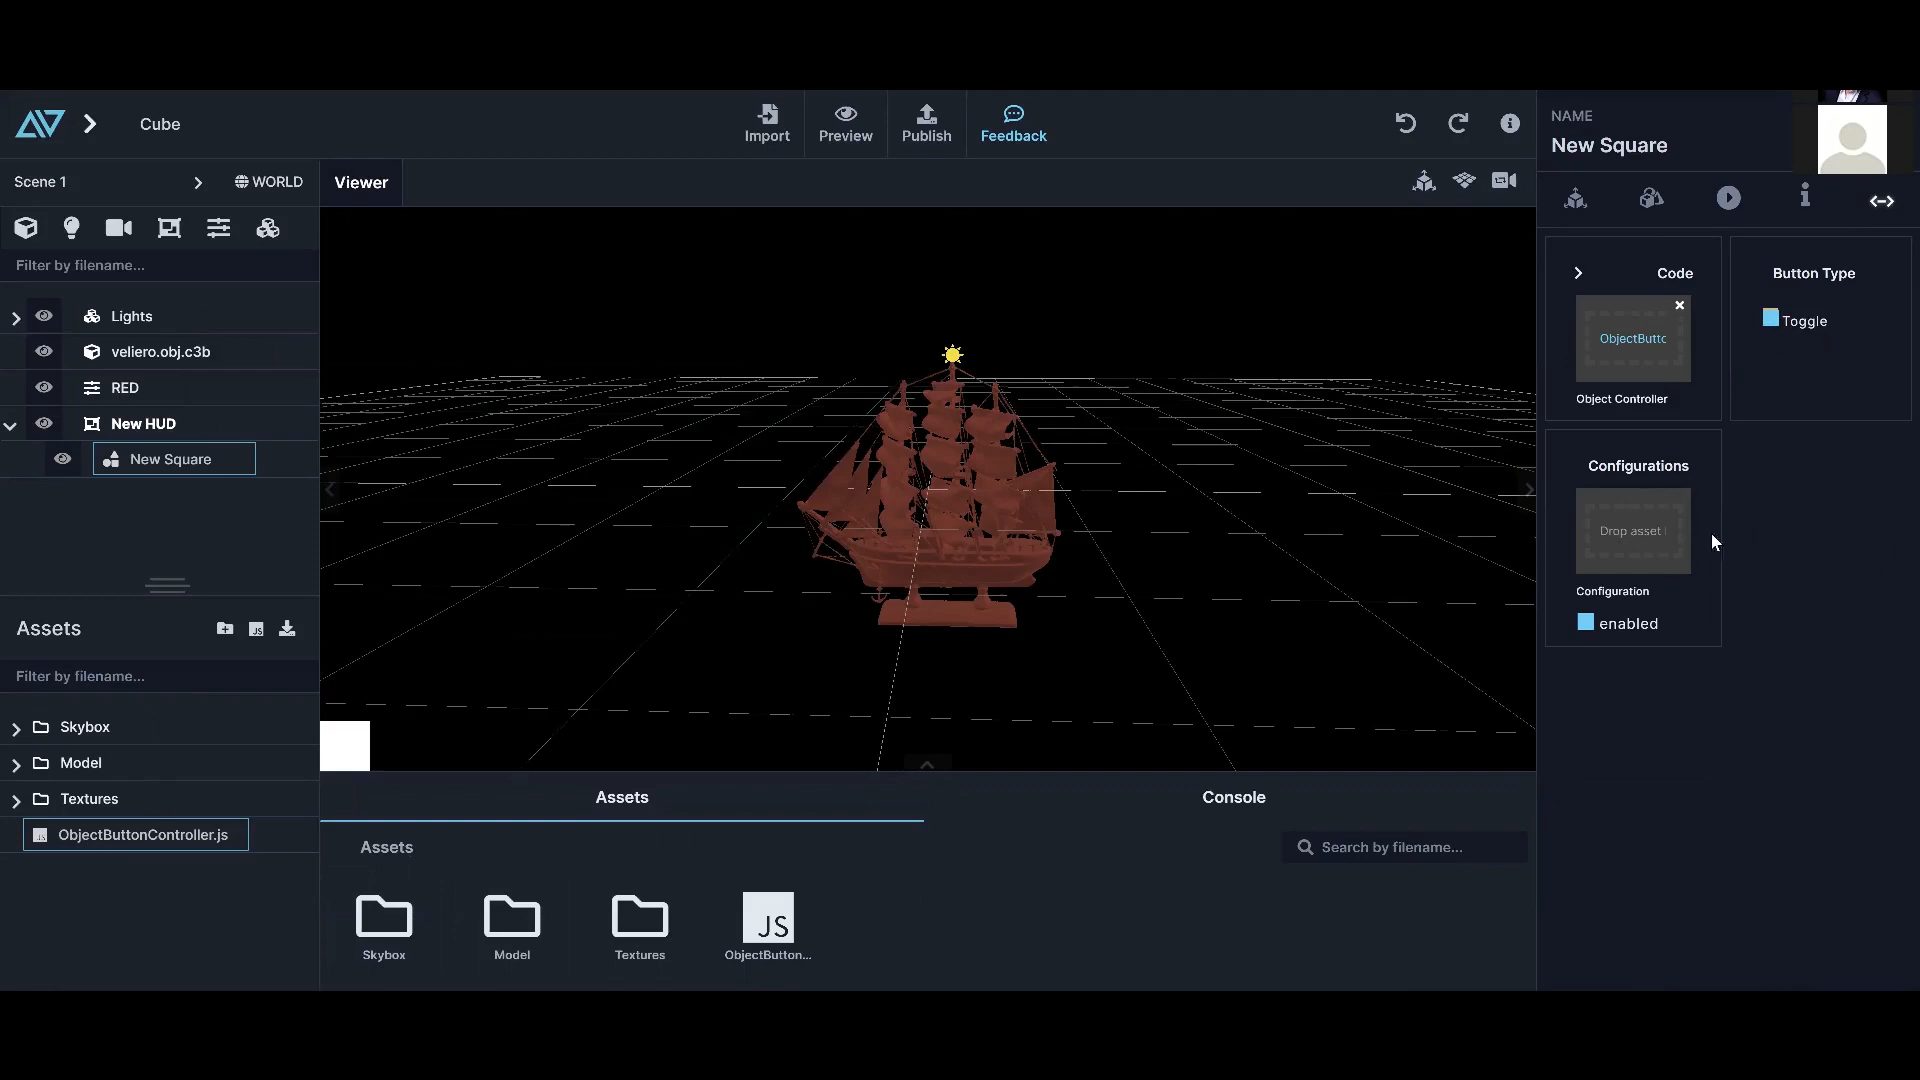 Cube
Import
Preview
Publish
Feedback
NAME
New Square
Scene 1
WORLD
Viewer
Filter by filename...
Lights
veliero.obj.c3b
RED
New HUD
New Square
Code
ObjectButtc
Object Controller
Button Type
Toggle
Configurations
Drop asset
Configuration
enabled
Assets
JS
Filter by filename...
Skybox
Model
Textures
JS ObjectButtonController.js
Assets
Console
Assets
Search by filename...
JS
Skybox
Model
Textures
ObjectButton...